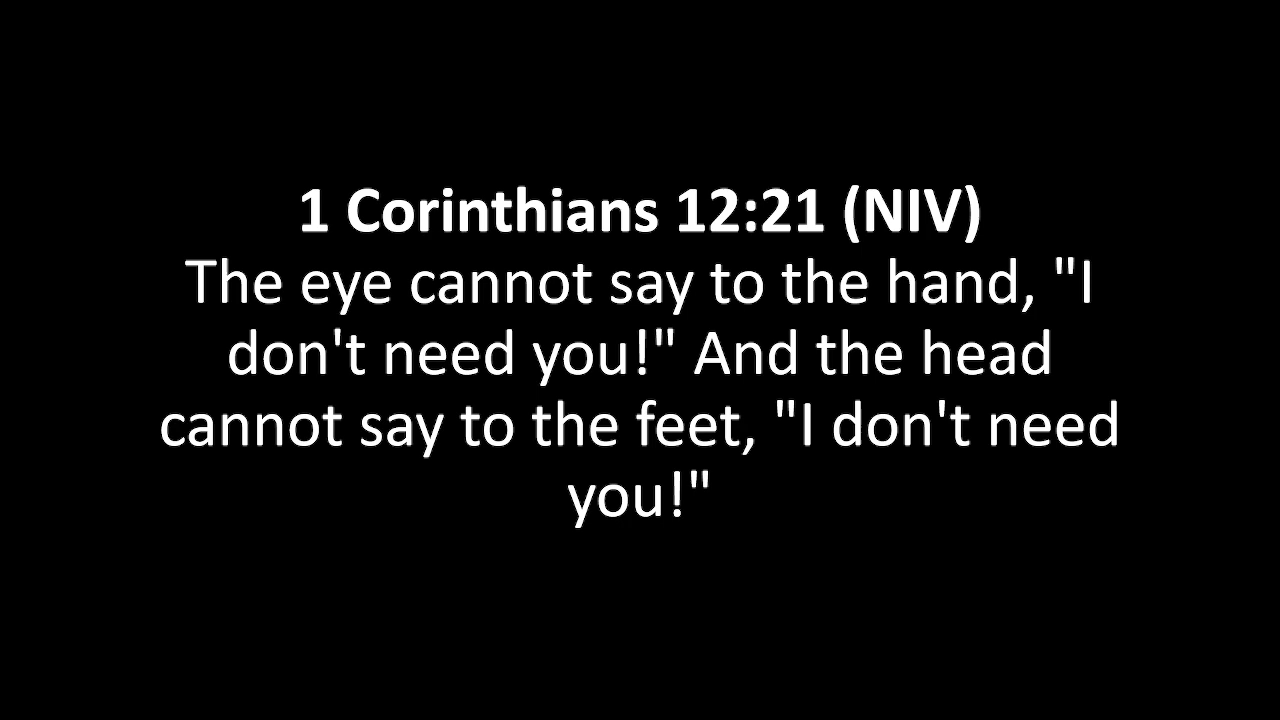 1 Corinthians 12:21 (NIV)
The eye cannot say to the hand, "I
don't need you!" And the head
cannot say to the feet, "I don't need
you!"